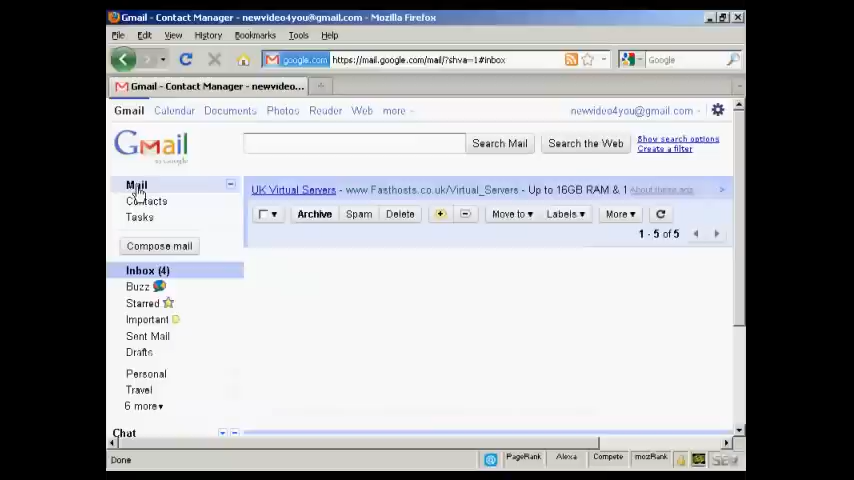 Gmail - Contact Manager - newvideo4you@gmail.com - Mozilla Firefox
File Edit View History Bookmarks Tools Help
google.com https://mail.google.com/mail/?shva=1#inbox Google
Gmail - Contact Manager - newvideo...
Gmail Calendar Documents Photos Reader Web more newvideo4you@gmail.com
Gmail
by Google
Search Mail Search the Web Show search options
Create a filter
Mail
UK Virtual Servers - www.Fasthosts.co.uk/Virtual_Servers - Up to 16GB RAM & 1 About these ads >
Contacts
Tasks
Archive Spam Delete Move to Labels More
1 - 5 of 5
Compose mail
Inbox (4)
Buzz
Starred
Important
Sent Mail
Drafts
Personal
Travel
6 more
Chat
Done PageRank Alexa Compete mozRank